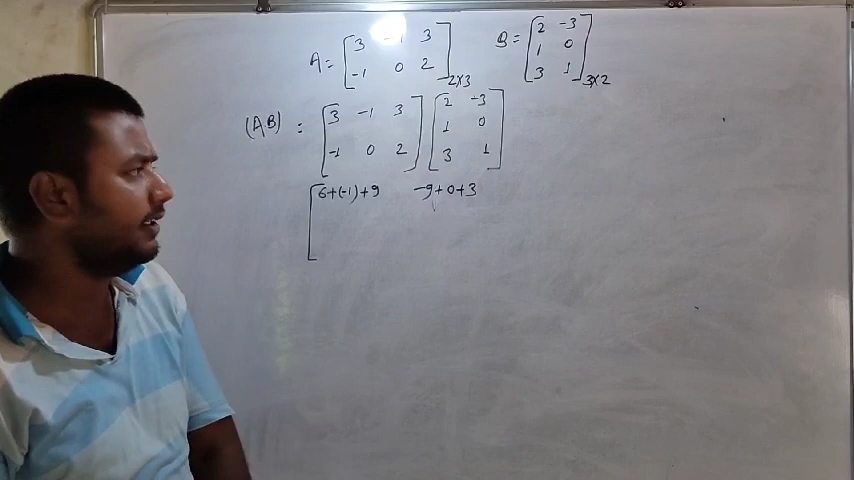 A = [ 3 -1 3 B = [ 2 -3
-1 0 2 ] 2×3 1 0
3 1 ] 3×2
(AB) = [ 3 -1 3 ] [ 2 -3
1 0
-1 0 2 3 1 ]
[ 6+(-1)+9 -9+0+3